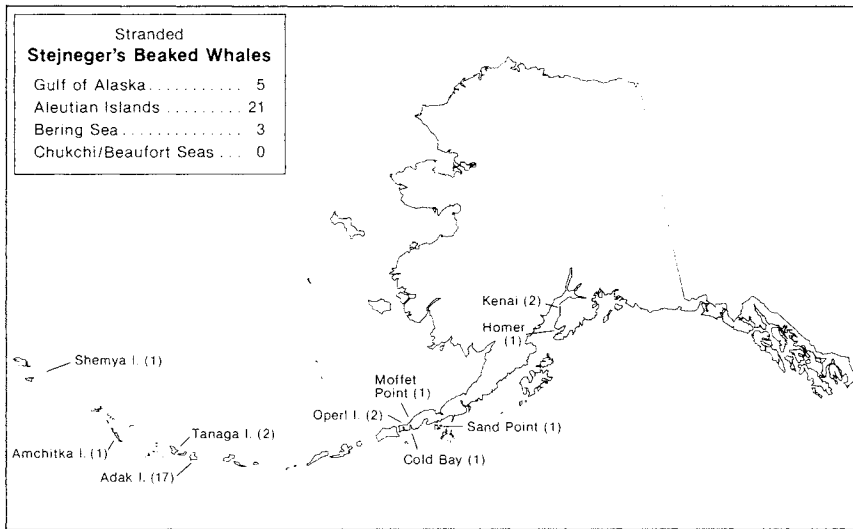 Stranded
Stejneger's Beaked Whales
Gulf of Alaska ........... 5
Aleutian Islands ......... 21
Bering Sea ............ 3
Chukchi/Beaufort Seas ... 0
Kenai (2)
Homer
(1)
Shemya I. (1)
Moffet
Point (1)
Operl I. (2)
Sand Point (1)
Tanaga I. (2)
Amchitka I. (1)
Cold Bay (1)
Adak I. (17)